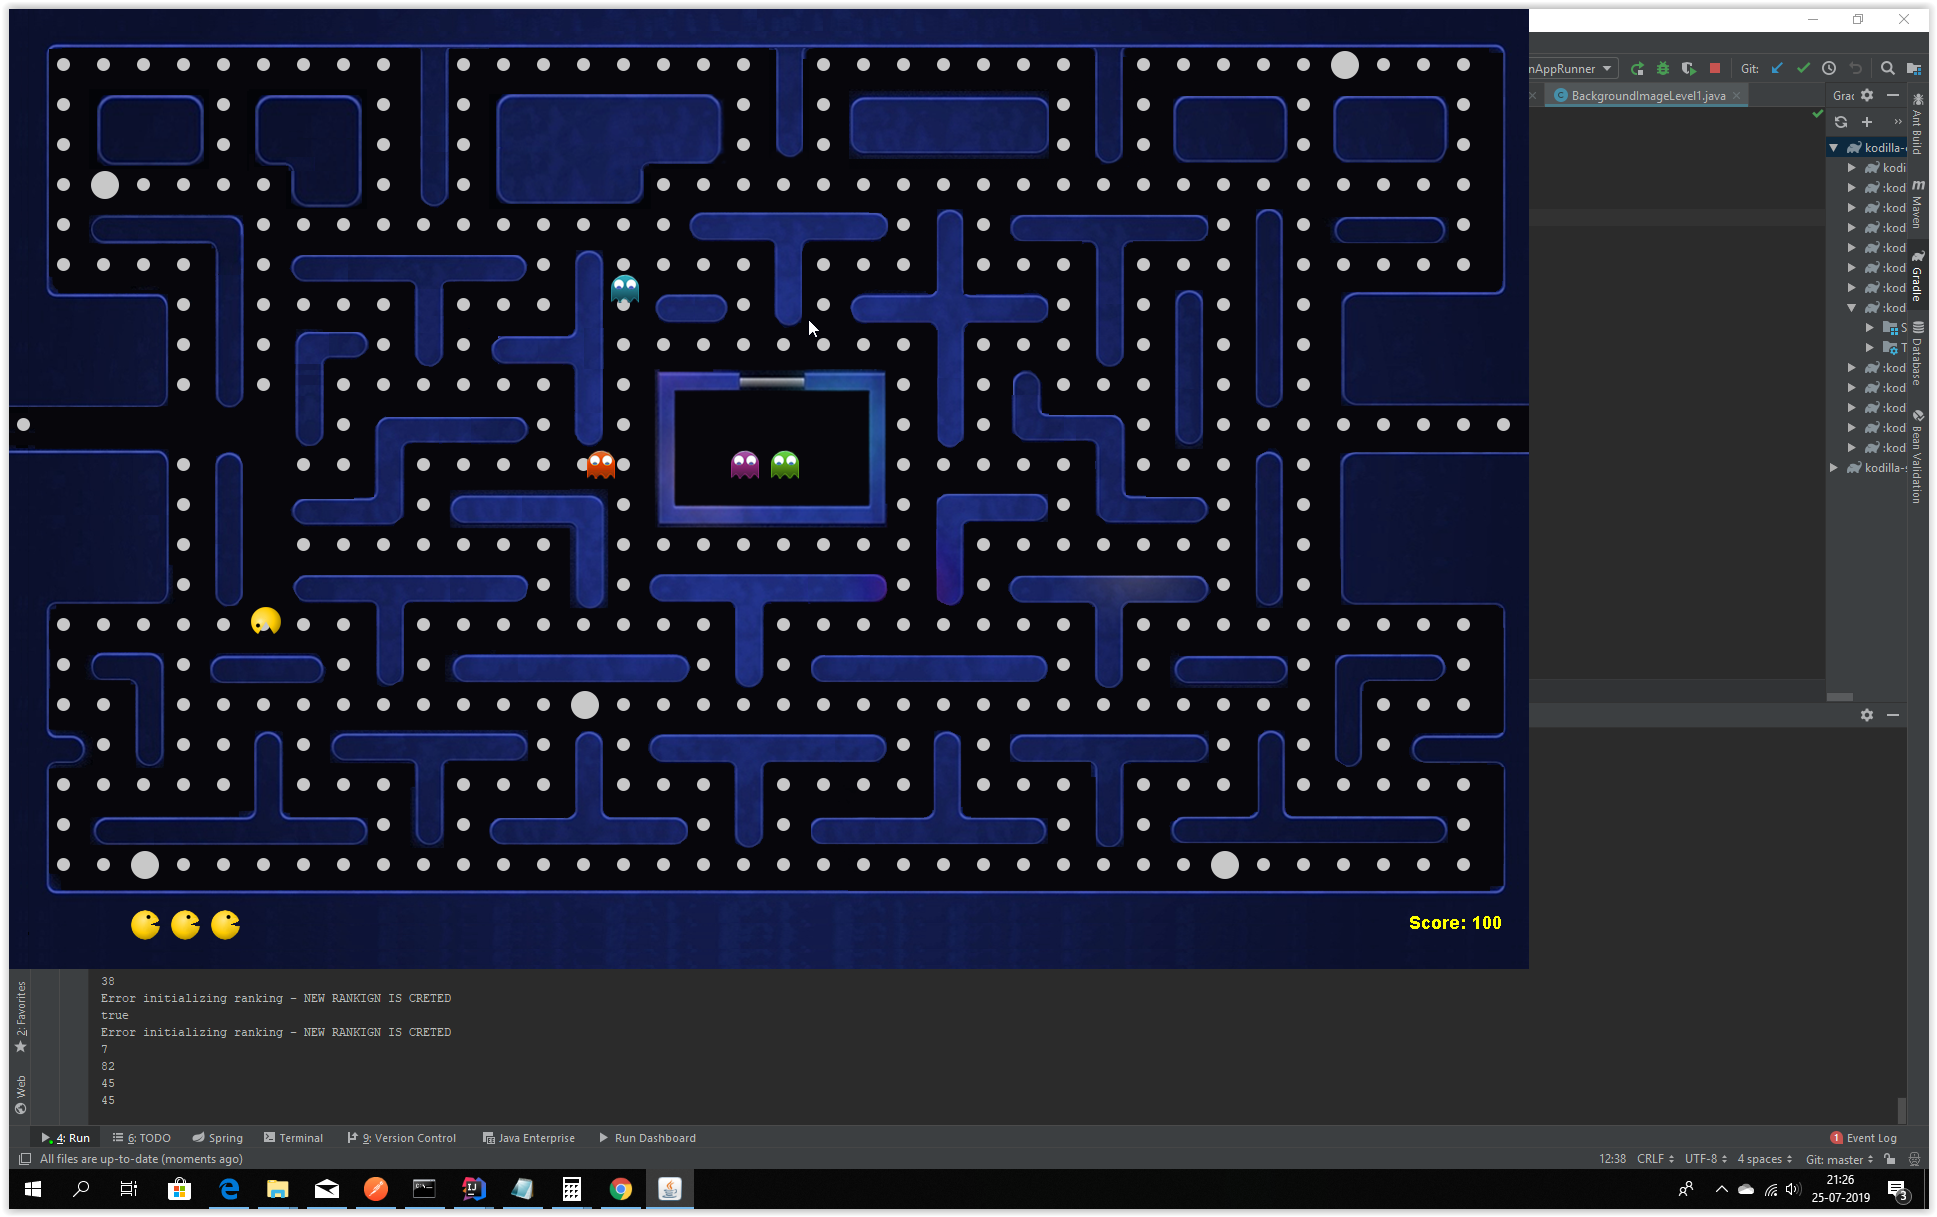 nAppRunner
Git:
BackgroundImageLevel1.java
Grac
Ant Build
Maven
Gradle
Database
Bean Validation
kodilla-
kodi
:kod
:kod
:kod
:kod
:kod
:kod
:kod
S
T
:kod
:kod
:kod
:kod
:kod
kodilla-
Score: 100
2: Favorites
Web
38
Error initializing ranking - NEW RANKIGN IS CRETED
true
Error initializing ranking - NEW RANKIGN IS CRETED
7
82
45
45
4: Run
6: TODO
Spring
Terminal
9: Version Control
Java Enterprise
Run Dashboard
1 Event Log
All files are up-to-date (moments ago)
12:38 CRLF UTF-8 4 spaces Git: master
21:26
25-07-2019
3